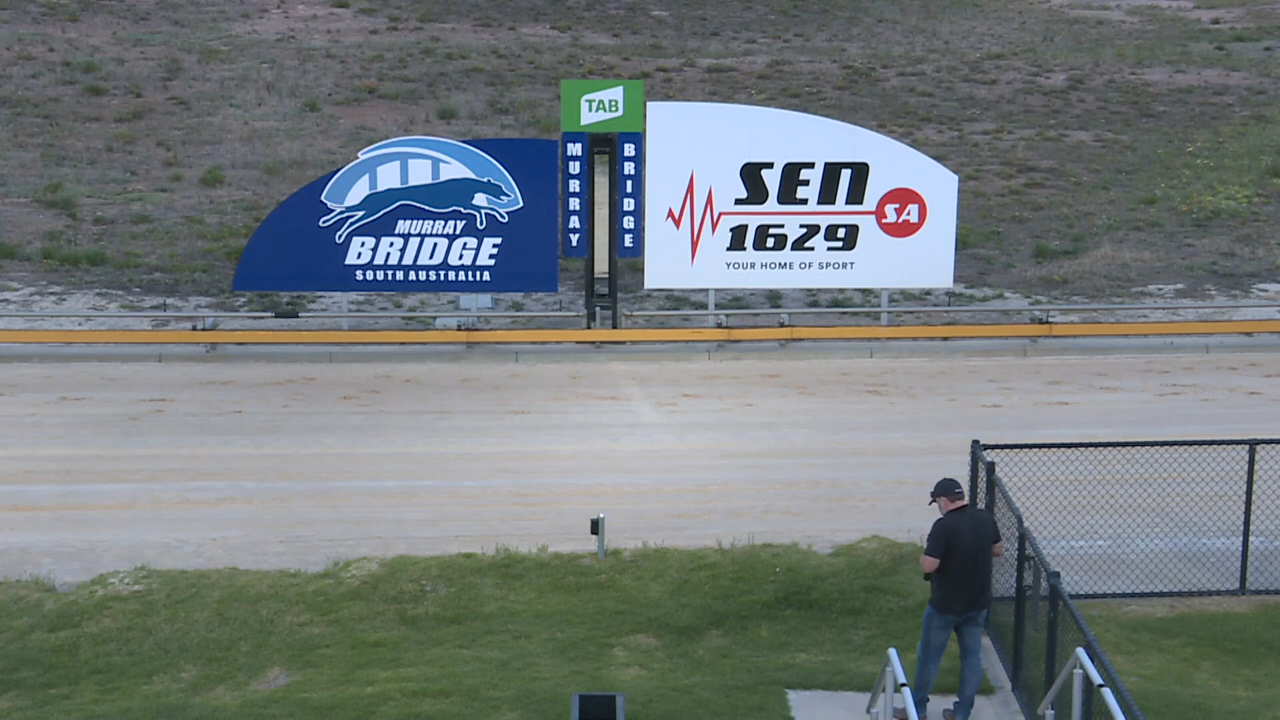 TAB
MURRAY
BRIDGE
MURRAY
BRIDGE
SOUTH AUSTRALIA
SEN
SA
1629
YOUR HOME OF SPORT